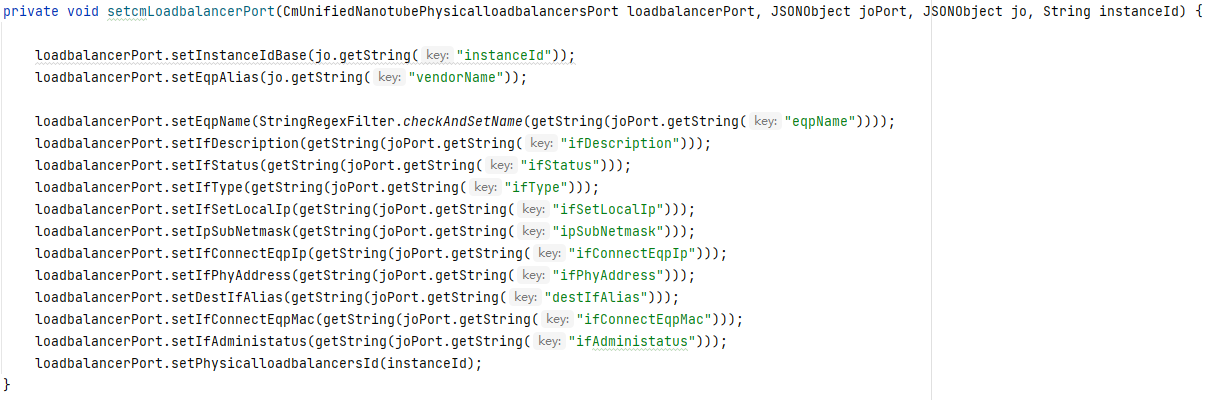 private void setcmLoadbalancerPort(CmUnifiedNanotubePhysicalloadbalancersPort loadbalancerPort, JSONObject joPort, JSONObject jo, String instanceId) {
loadbalancerPort.setInstanceIdBase(jo.getString( key: "instanceId"));
loadbalancerPort.setEqpAlias(jo.getString( key: "vendorName"));
loadbalancerPort.setEqpName(StringRegexFilter.checkAndSetName(getString(joPort.getString( key: "eqpName"))));
loadbalancerPort.setIfDescription(getString(joPort.getString( key: "ifDescription")));
loadbalancerPort.setIfStatus(getString(joPort.getString( key: "ifStatus")));
loadbalancerPort.setIfType(getString(joPort.getString( key: "ifType")));
loadbalancerPort.setIfSetLocalIp(getString(joPort.getString( key: "ifSetLocalIp")));
loadbalancerPort.setIpSubNetmask(getString(joPort.getString( key: "ipSubNetmask")));
loadbalancerPort.setIfConnectEqpIp(getString(joPort.getString( key: "ifConnectEqpIp")));
loadbalancerPort.setIfPhyAddress(getString(joPort.getString( key: "ifPhyAddress")));
loadbalancerPort.setDestIfAlias(getString(joPort.getString( key: "destIfAlias")));
loadbalancerPort.setIfConnectEqpMac(getString(joPort.getString( key: "ifConnectEqpMac")));
loadbalancerPort.setIfAdministatus(getString(joPort.getString( key: "ifAdministatus")));
loadbalancerPort.setPhysicalloadbalancersId(instanceId);
}